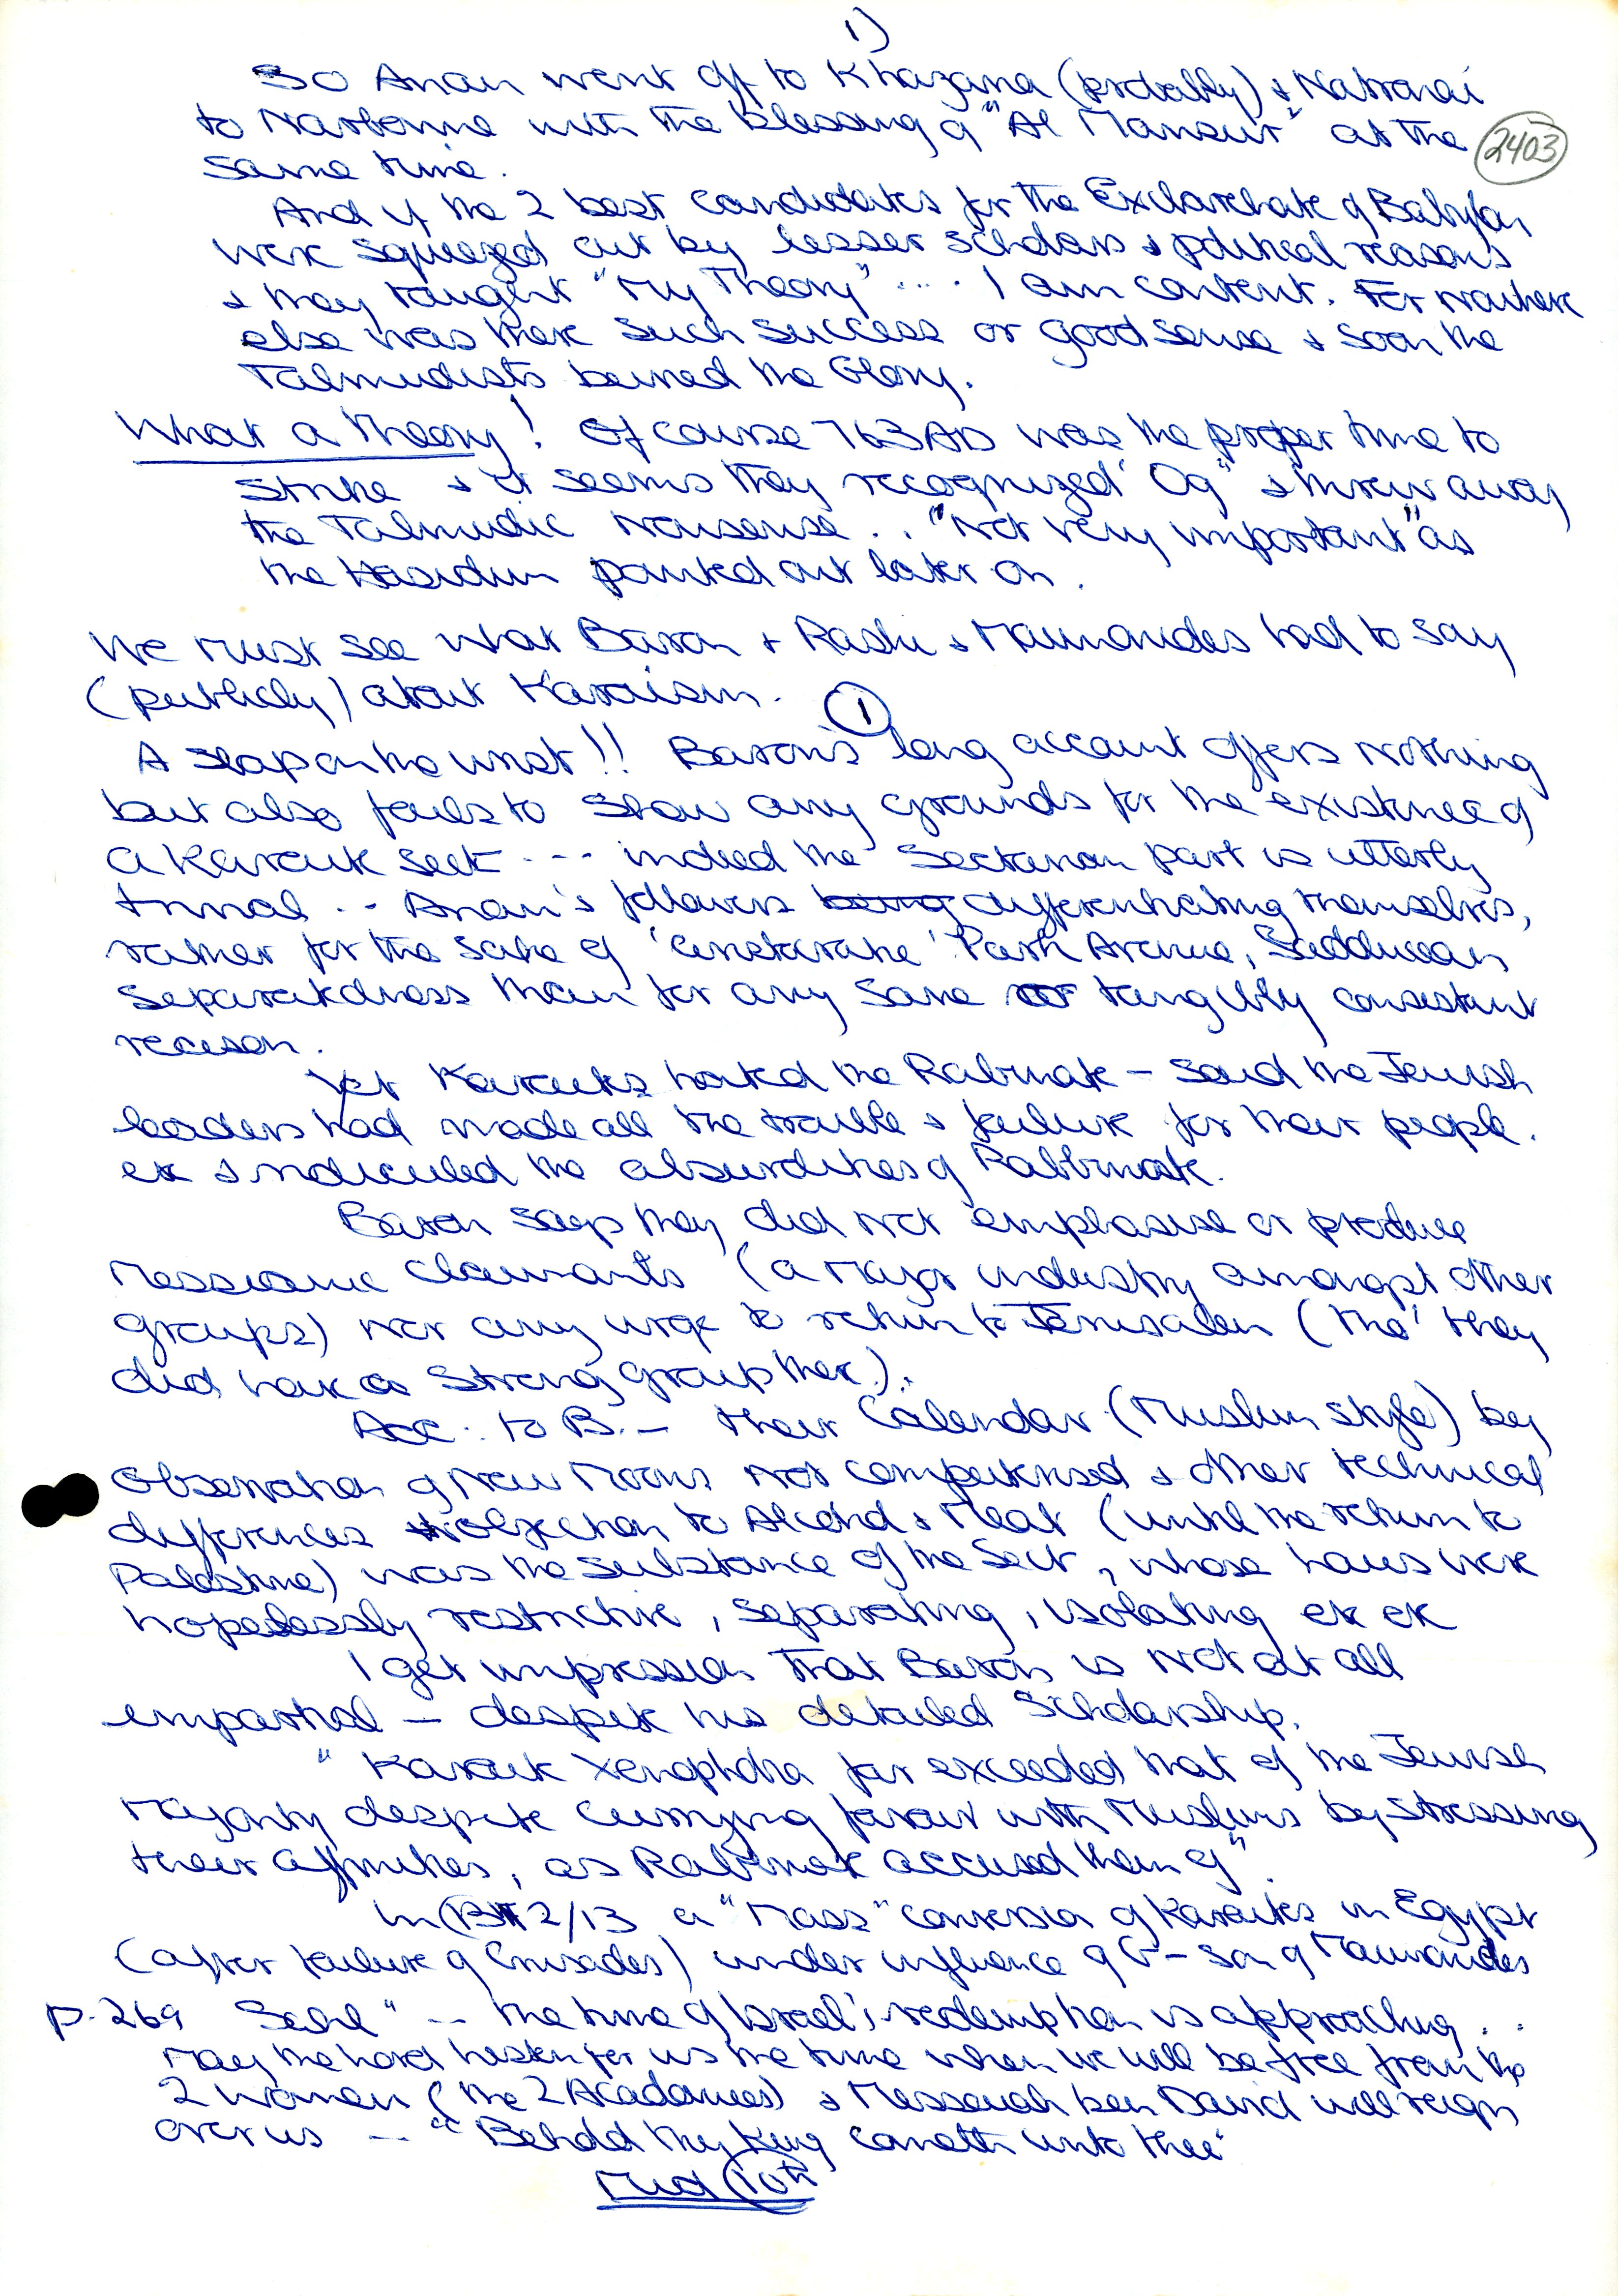 1)
So Anan went off to Khazaria (probably) & Natronai
to Narbonne with the blessing of "Al Mansur" at the
2403
same time.
And if the 2 best candidates for the Exilarchate of Babylon
were squeezed out by lesser scholars & political reasons
& they taught "My Theory" .... I am content. For nowhere
else was there such success or good sense & soon the
Talmudists buried the Glory.
What a theory! Of course 763AD was the proper time to
strike & it seems they recognized "Og" & threw away
the Talmudic Nonsense .. "Not very important" as
the Hasidim pointed out later on.
We must see what Baron & Rashi & Maimonides had to say
(publicly) about Karaism.
1
A slap on the wrist!! Baron's long account offers nothing
but also fails to show any grounds for the existence of
a Karaite sect --- indeed the sectarian part is utterly
trivial .. Anan's followers being differentiating themselves,
rather for the sake of 'aristocratic' Park Avenue, Sadducean
separatedness than for any sane or tangibly consistent
reason.
Yet Karaites hated the Rabbinate - said the Jewish
leaders had made all the trouble & failure for their people.
etc & ridiculed the absurdities of Rabbinate.
Baron says they did not emphasise or produce
Messianic claimants (a major industry amongst other
groups) nor any urge to return to Jerusalem (tho' they
did have a strong group there).
Acc. to B. - their Calendar (Muslim style) by
Observation of New Moons not computerised & other technical
differences objection to Alcohol & Meat (until the return to
Palestine) was the substance of the Sect, whose laws were
hopelessly restrictive, separating, isolating etc etc
I get impression that Baron is not at all
impartial - despite his detailed Scholarship.
"Karaite Xenophobia far exceeded that of the Jewish
Majority despite currying favour with Muslims by stressing
their affinities, as Rabbinate accused them of".
In 1312/13 a "Mass" conversion of Karaites in Egypt
(after failure of Crusades) under influence of G-son of Maimonides
p. 269 Sahl " -- the time of Israel's redemption is approaching ..
May the Lord hasten for us the time when we will be free from the
2 women (the 2 Academies) & Messiah ben David will reign
over us -- "Behold thy King cometh unto thee"
Mid 10th